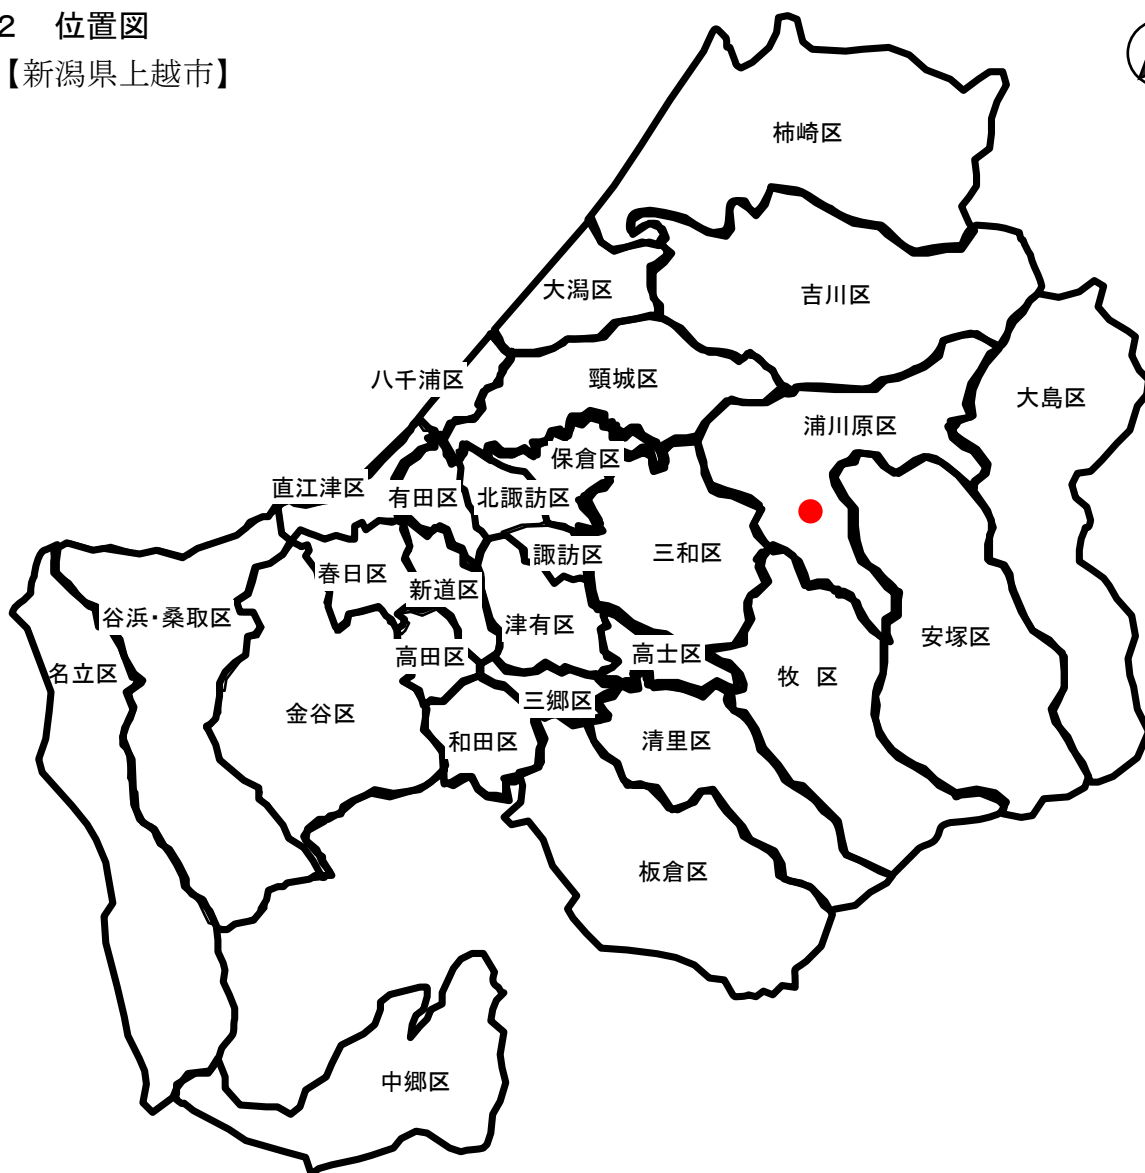 2 位置図
【新潟県上越市】
柿崎区
大潟区
吉川区
八千浦区
頸城区
大島区
浦川原区
保倉区
直江津区
有田区
北諏訪区
諏訪区
三和区
春日区
新道区
谷浜・桑取区
津有区
安塚区
高田区
高士区
名立区
牧 区
三郷区
金谷区
和田区
清里区
板倉区
中郷区